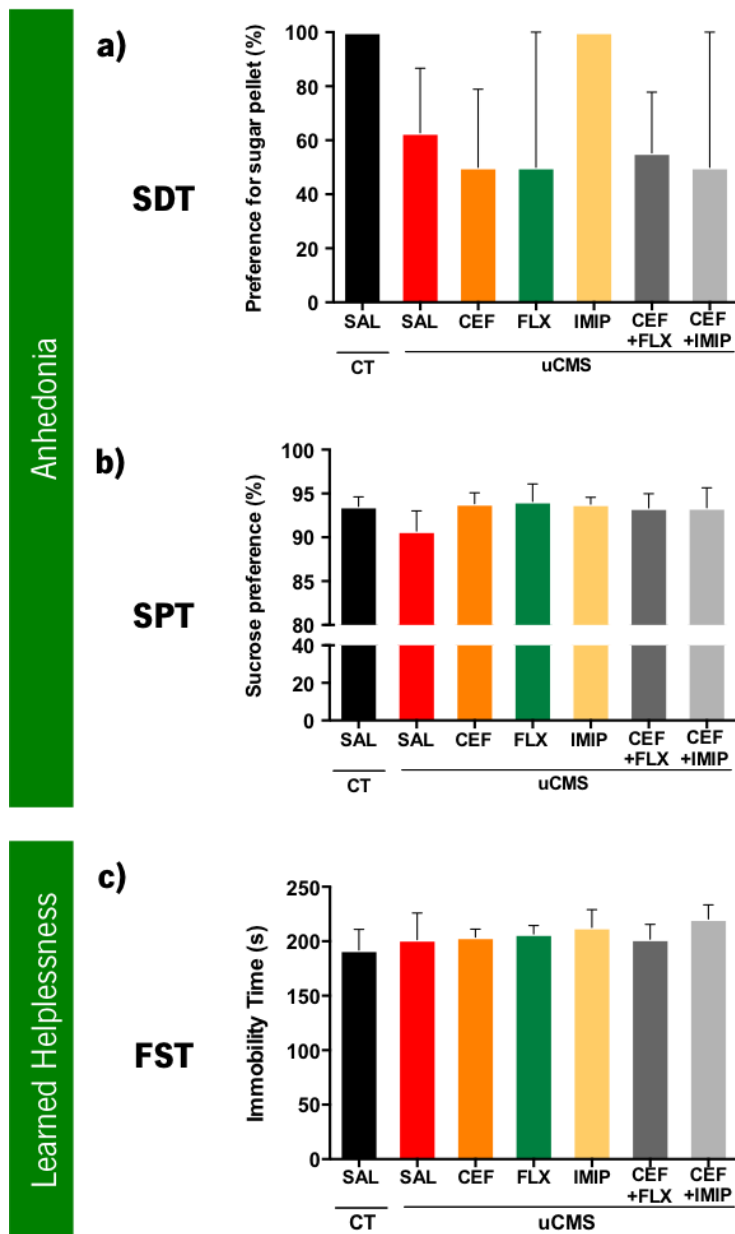 Anhedonia
a)
SDT
Preference for sugar pellet (%)
100
80
60
40
20
0
SAL SAL CEF FLX IMIP CEF +FLX CEF +IMIP
CT uCMS
b)
SPT
Sucrose preference (%)
100
95
90
85
80
40
20
0
SAL SAL CEF FLX IMIP CEF +FLX CEF +IMIP
CT uCMS
Learned Helplessness
c)
FST
Immobility Time (s)
250
200
150
100
50
0
SAL SAL CEF FLX IMIP CEF +FLX CEF +IMIP
CT uCMS